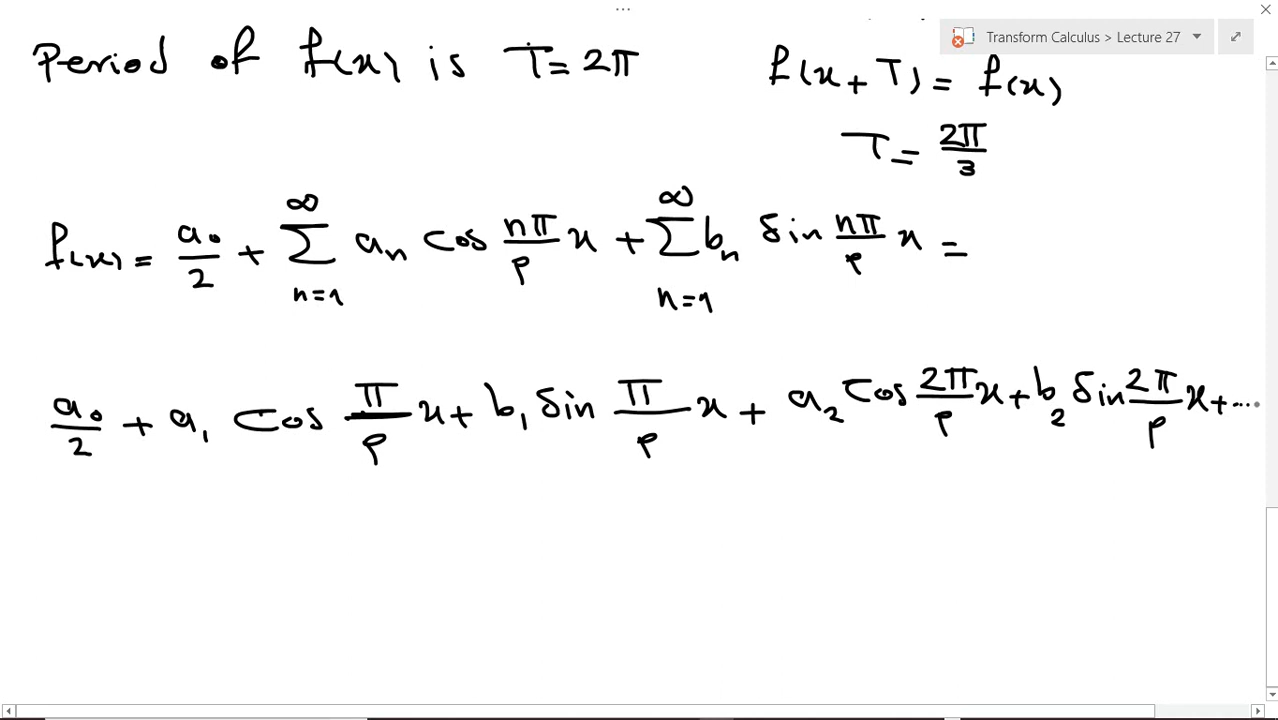 Transform Calculus > Lecture 27
Period of f(x) is T = 2π
f(x + T) = f(x)
T = 2π/3
f(x) = a₀/2 + ∑_{n=1}^{∞} aₙ cos nπ/p x + ∑_{n=1}^{∞} bₙ sin nπ/p x =
a₀/2 + a₁ cos π/p x + b₁ sin π/p x + a₂ cos 2π/p x + b₂ sin 2π/p x + ....